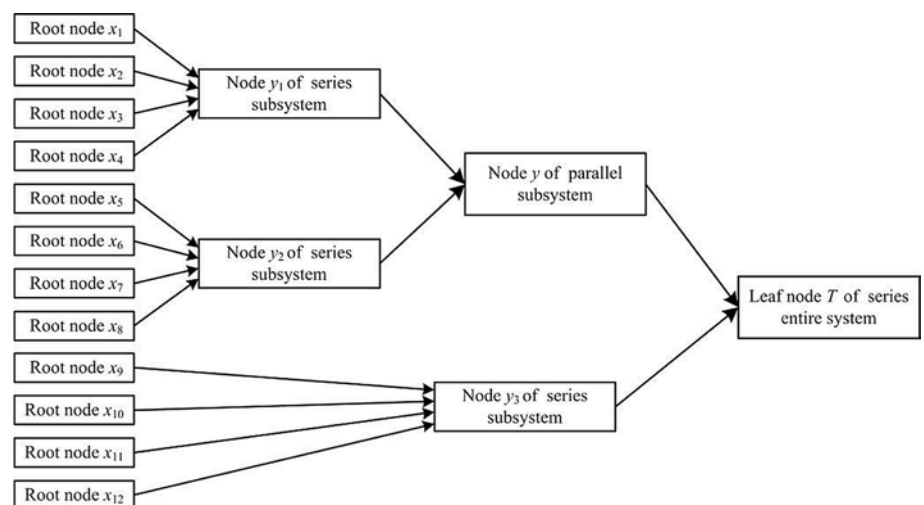 Root node x₁
Root node x₂
Root node x₃
Root node x₄
Root node x₅
Root node x₆
Root node x₇
Root node x₈
Root node x₉
Root node x₁₀
Root node x₁₁
Root node x₁₂
Node y₁ of series
subsystem
Node y₂ of series
subsystem
Node y₃ of series
subsystem
Node y of parallel
subsystem
Leaf node T of series
entire system